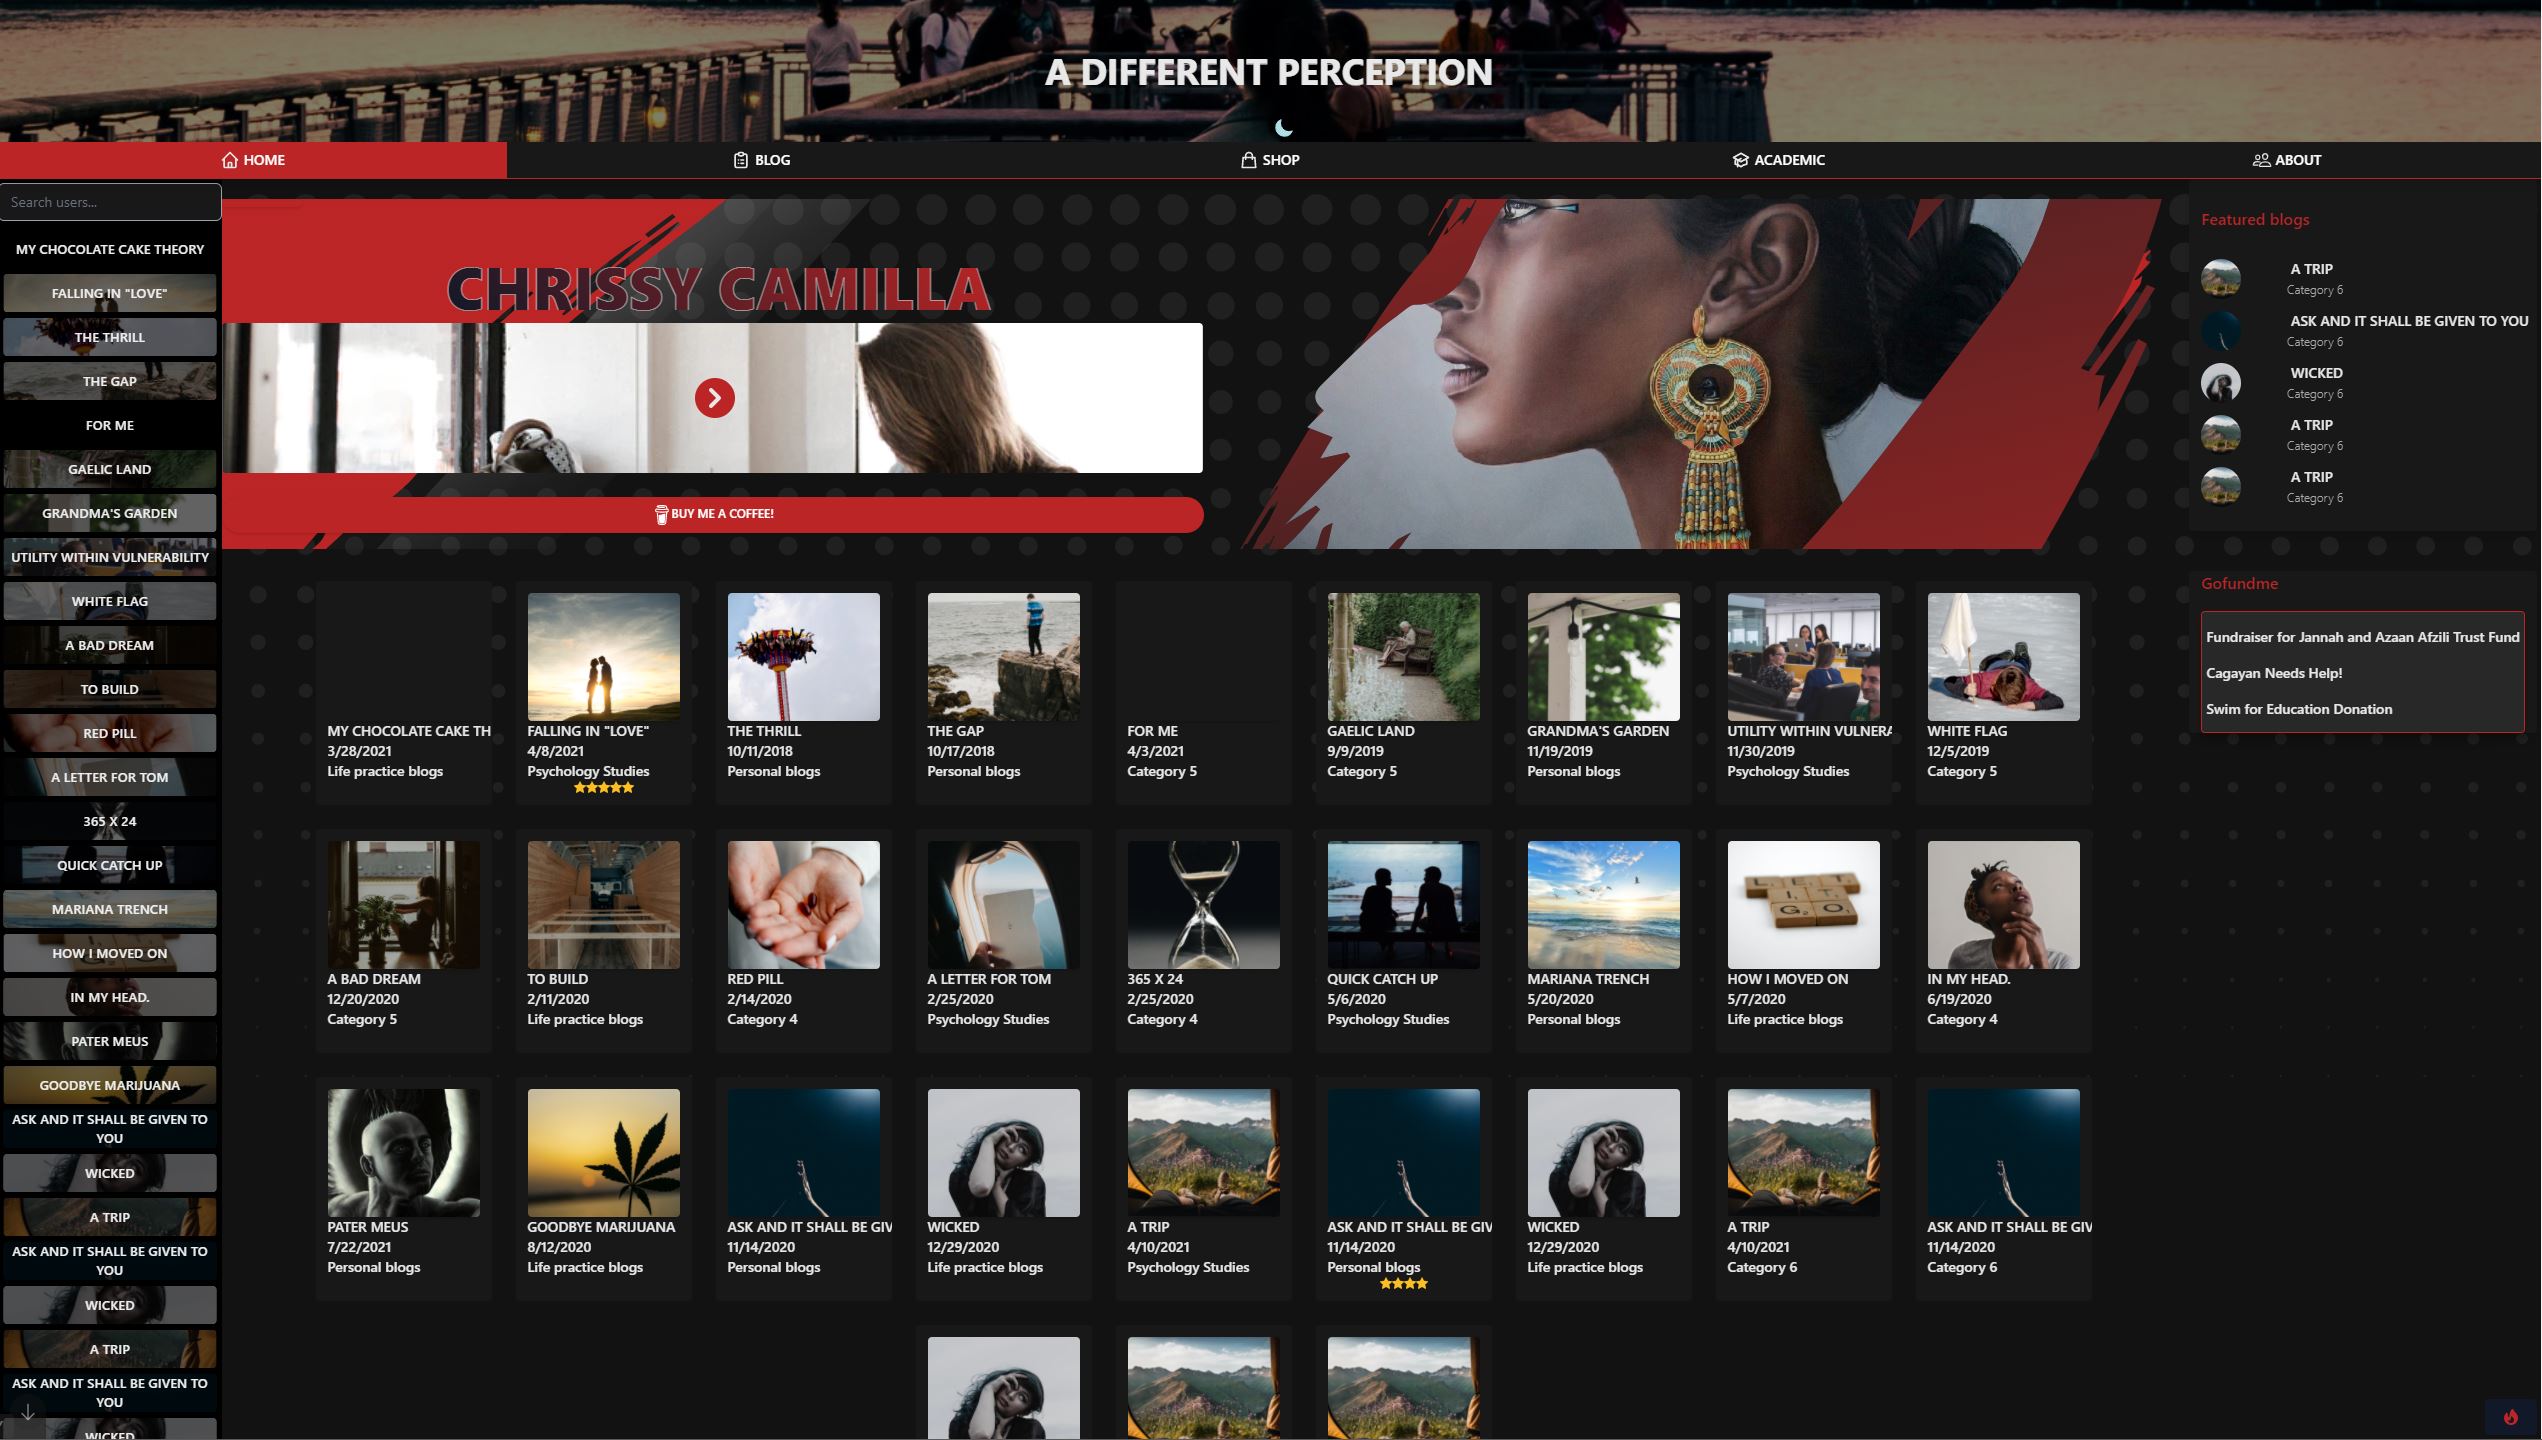 A DIFFERENT PERCEPTION
HOME
BLOG
SHOP
ACADEMIC
ABOUT
Search users...
MY CHOCOLATE CAKE THEORY
FALLING IN "LOVE"
THE THRILL
THE GAP
FOR ME
GAELIC LAND
GRANDMA'S GARDEN
UTILITY WITHIN VULNERABILITY
WHITE FLAG
A BAD DREAM
TO BUILD
RED PILL
A LETTER FOR TOM
365 X 24
QUICK CATCH UP
MARIANA TRENCH
HOW I MOVED ON
IN MY HEAD.
PATER MEUS
GOODBYE MARIJUANA
ASK AND IT SHALL BE GIVEN TO
YOU
WICKED
A TRIP
ASK AND IT SHALL BE GIVEN TO
YOU
WICKED
A TRIP
ASK AND IT SHALL BE GIVEN TO
YOU
WICKED
CHRISSY CAMILLA
BUY ME A COFFEE!
MY CHOCOLATE CAKE TH
3/28/2021
Life practice blogs
FALLING IN "LOVE"
4/8/2021
Psychology Studies
THE THRILL
10/11/2018
Personal blogs
THE GAP
10/17/2018
Personal blogs
FOR ME
4/3/2021
Category 5
GAELIC LAND
9/9/2019
Category 5
GRANDMA'S GARDEN
11/19/2019
Personal blogs
UTILITY WITHIN VULNERA
11/30/2019
Psychology Studies
WHITE FLAG
12/5/2019
Category 5
A BAD DREAM
12/20/2020
Category 5
TO BUILD
2/11/2020
Life practice blogs
RED PILL
2/14/2020
Category 4
A LETTER FOR TOM
2/25/2020
Psychology Studies
365 X 24
2/25/2020
Category 4
QUICK CATCH UP
5/6/2020
Psychology Studies
MARIANA TRENCH
5/20/2020
Personal blogs
LET
IT
GO
HOW I MOVED ON
5/7/2020
Life practice blogs
IN MY HEAD.
6/19/2020
Category 4
PATER MEUS
7/22/2021
Personal blogs
GOODBYE MARIJUANA
8/12/2020
Life practice blogs
ASK AND IT SHALL BE GIV
11/14/2020
Personal blogs
WICKED
12/29/2020
Life practice blogs
A TRIP
4/10/2021
Psychology Studies
ASK AND IT SHALL BE GIV
11/14/2020
Personal blogs
WICKED
12/29/2020
Life practice blogs
A TRIP
4/10/2021
Category 6
ASK AND IT SHALL BE GIV
11/14/2020
Category 6
Featured blogs
A TRIP
Category 6
ASK AND IT SHALL BE GIVEN TO YOU
Category 6
WICKED
Category 6
A TRIP
Category 6
A TRIP
Category 6
Gofundme
Fundraiser for Jannah and Azaan Afzili Trust Fund
Cagayan Needs Help!
Swim for Education Donation